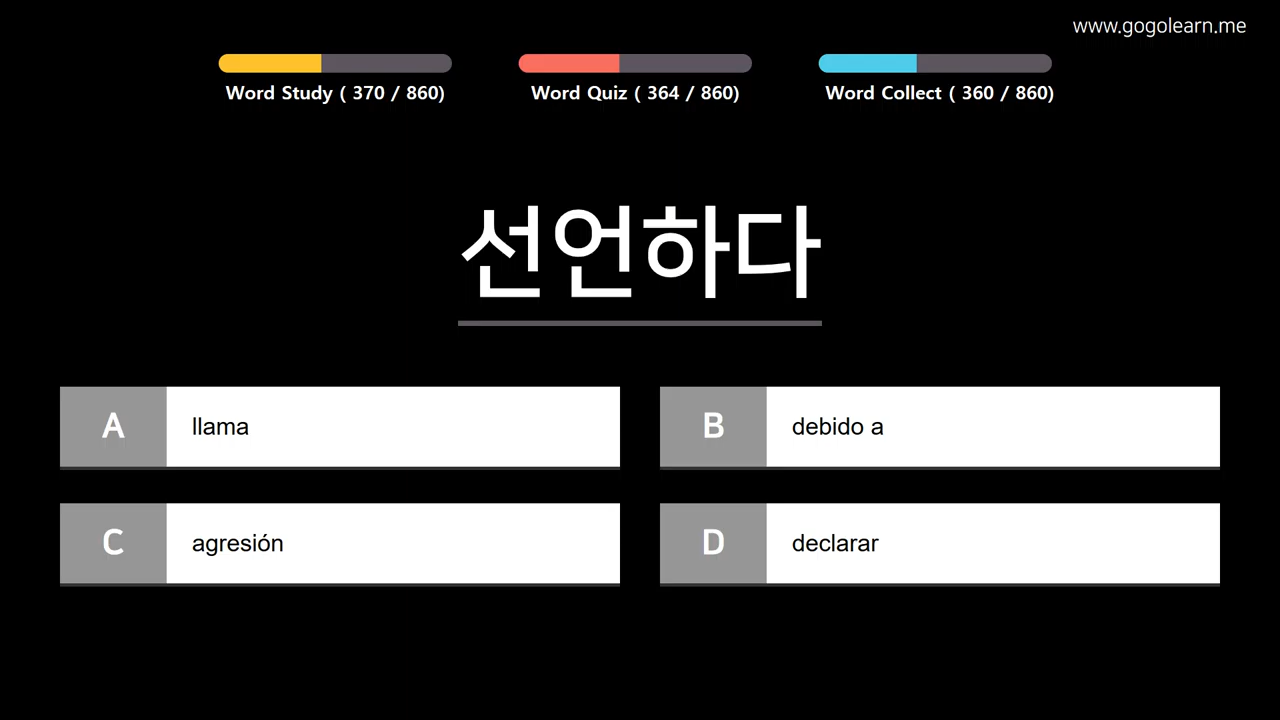 www.gogolearn.me
Word Study ( 370 / 860)
Word Quiz ( 364 / 860)
Word Collect ( 360 / 860)
선언하다
A llama
B debido a
C agresión
D declarar